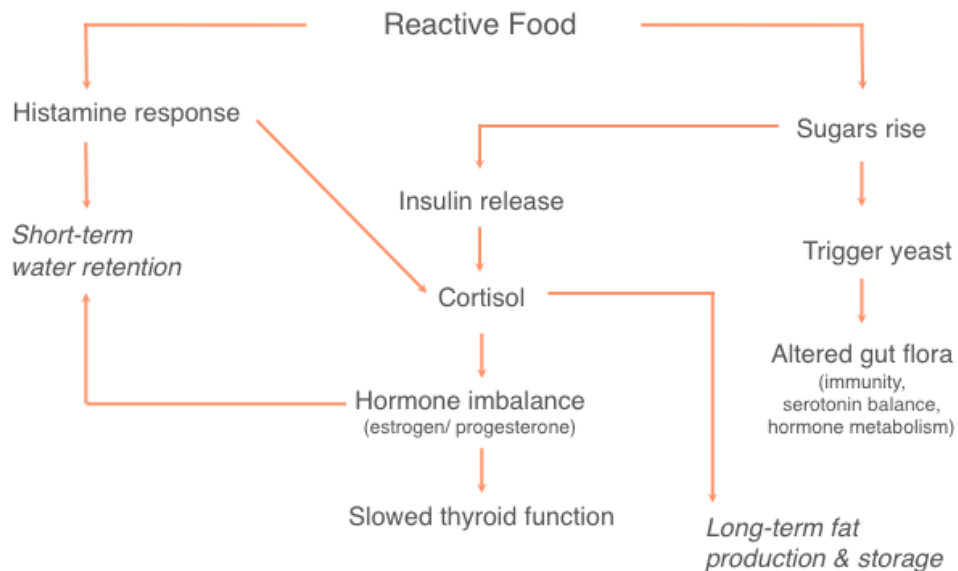 Reactive Food
Histamine response
Sugars rise
Insulin release
Short-term
water retention
Trigger yeast
Cortisol
Altered gut flora
(immunity,
serotonin balance,
hormone metabolism)
Hormone imbalance
(estrogen/ progesterone)
Slowed thyroid function
Long-term fat
production & storage